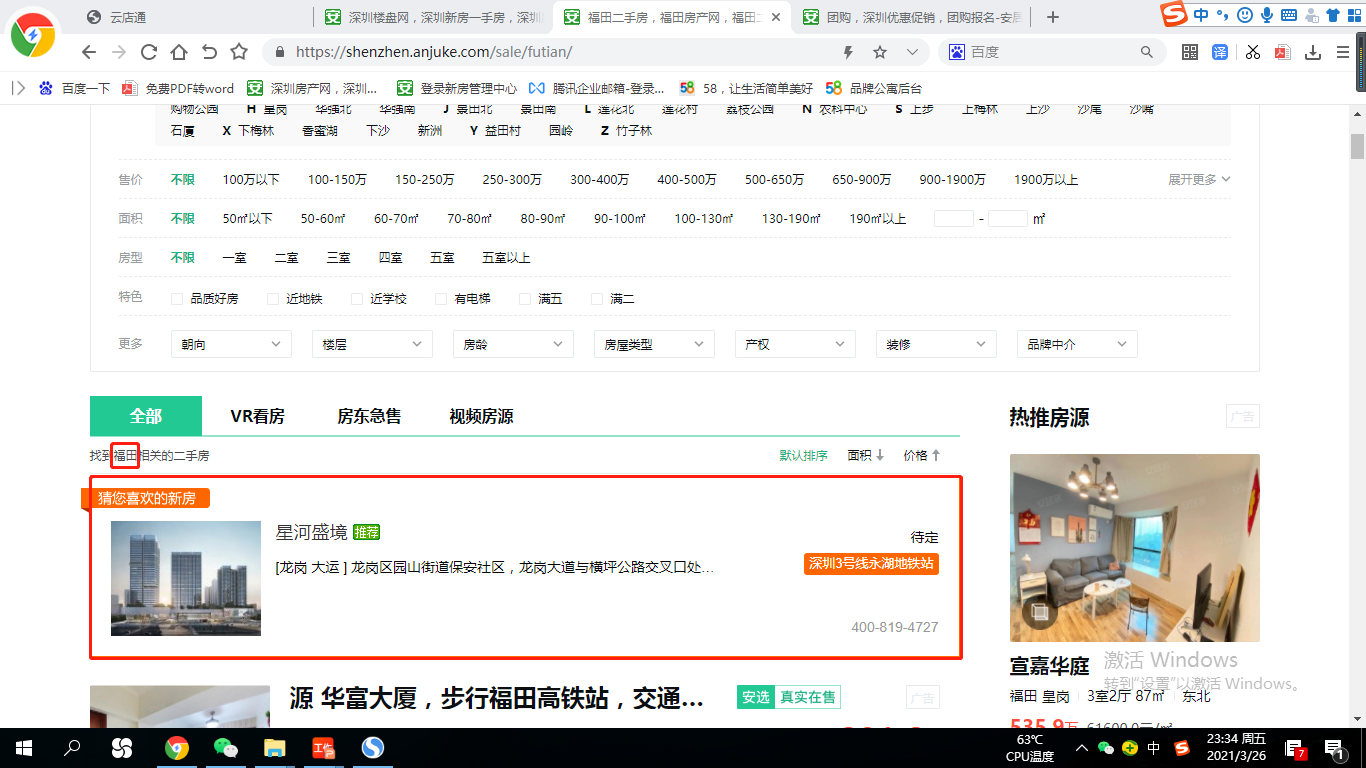 云店通
深圳楼盘网，深圳新房一手房，深圳
福田二手房，福田房产网，福田二
团购，深圳优惠促销，团购报名-安居
中
https://shenzhen.anjuke.com/sale/futian/
百度
译
百度一下
免费PDF转word
深圳房产网，深圳...
登录新房管理中心
腾讯企业邮箱-登录...
58，让生活简单美好
品牌公寓后台
购物公园 H 皇岗 华强北 华强南 J 景田北 景田南 L 莲花北 莲花村 荔枝公园 N 农科中心 S 上步 上梅林 上沙 沙尾 沙嘴
石厦 X 下梅林 香蜜湖 下沙 新洲 Y 益田村 园岭 Z 竹子林
售价 不限 100万以下 100-150万 150-250万 250-300万 300-400万 400-500万 500-650万 650-900万 900-1900万 1900万以上 展开更多
面积 不限 50㎡以下 50-60㎡ 60-70㎡ 70-80㎡ 80-90㎡ 90-100㎡ 100-130㎡ 130-190㎡ 190㎡以上 - ㎡
房型 不限 一室 二室 三室 四室 五室 五室以上
特色 品质好房 近地铁 近学校 有电梯 满五 满二
更多 朝向 楼层 房龄 房屋类型 产权 装修 品牌中介
全部 VR看房 房东急售 视频房源
找到福田相关的二手房
默认排序 面积 价格
猜您喜欢的新房
星河盛境 推荐
待定
[龙岗 大运 ] 龙岗区园山街道保安社区，龙岗大道与横坪公路交叉口处...
深圳3号线永湖地铁站
400-819-4727
源 华富大厦，步行福田高铁站，交通...
安选 真实在售
广告
热推房源
广告
宣嘉华庭
福田 皇岗 3室2厅 87㎡ 东北
535.9万 61600.0元/㎡
激活 Windows
转到"设置"以激活 Windows。
63℃
CPU温度
中
23:34 周五
2021/3/26
7
1